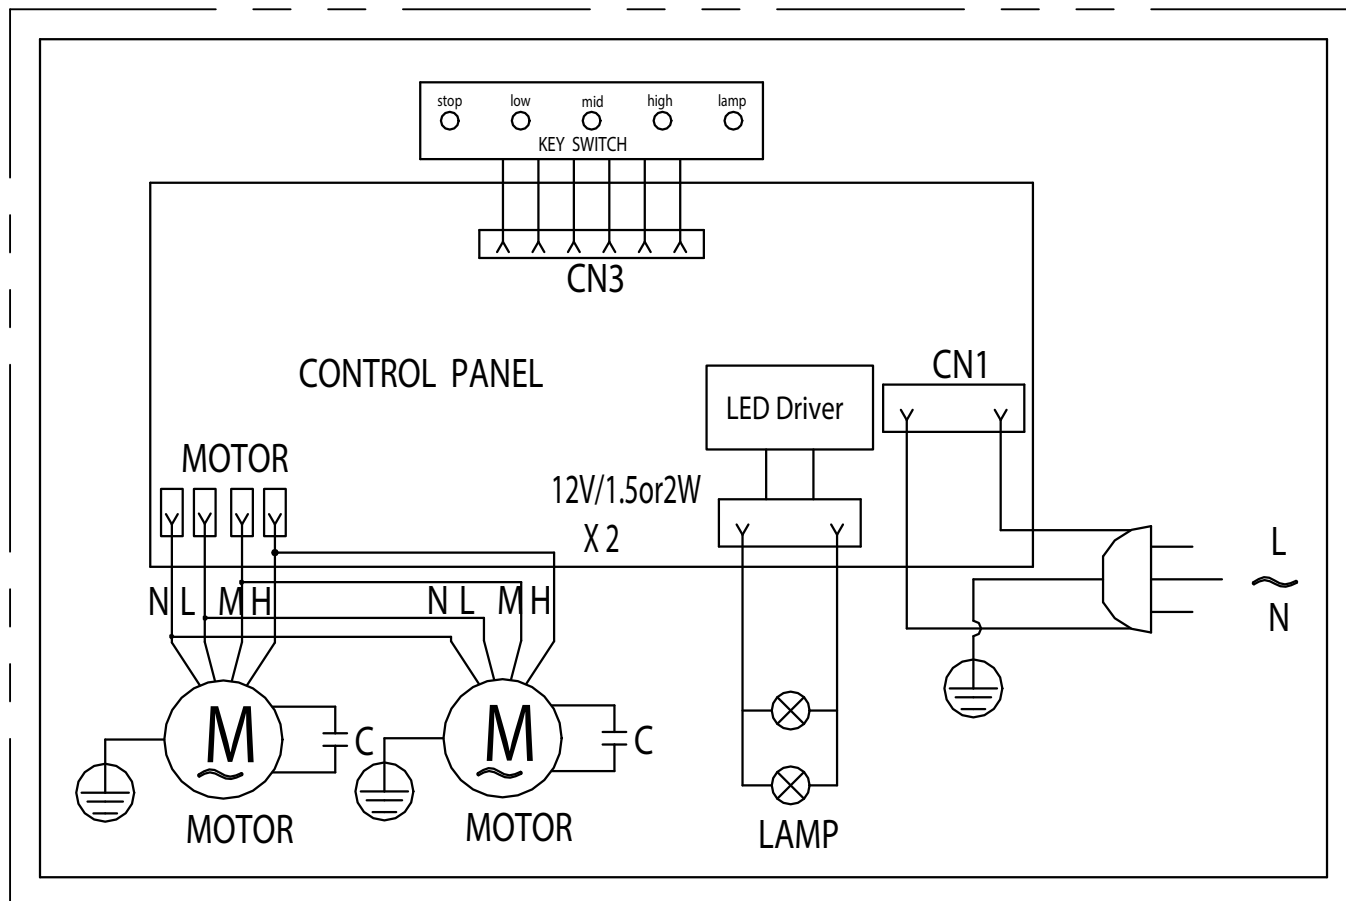 stop low mid high lamp
KEY SWITCH
CN3
CONTROL PANEL
CN1
LED Driver
MOTOR
12V/1.5or2W
X 2
L
N
N L M H
N L M H
M
C
M
C
MOTOR
MOTOR
LAMP